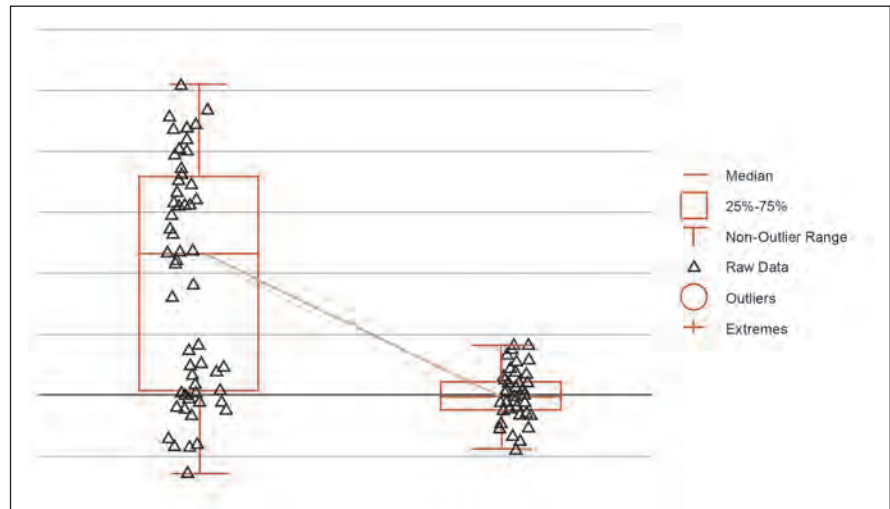 Median
25%-75%
Non-Outlier Range
Raw Data
Outliers
Extremes